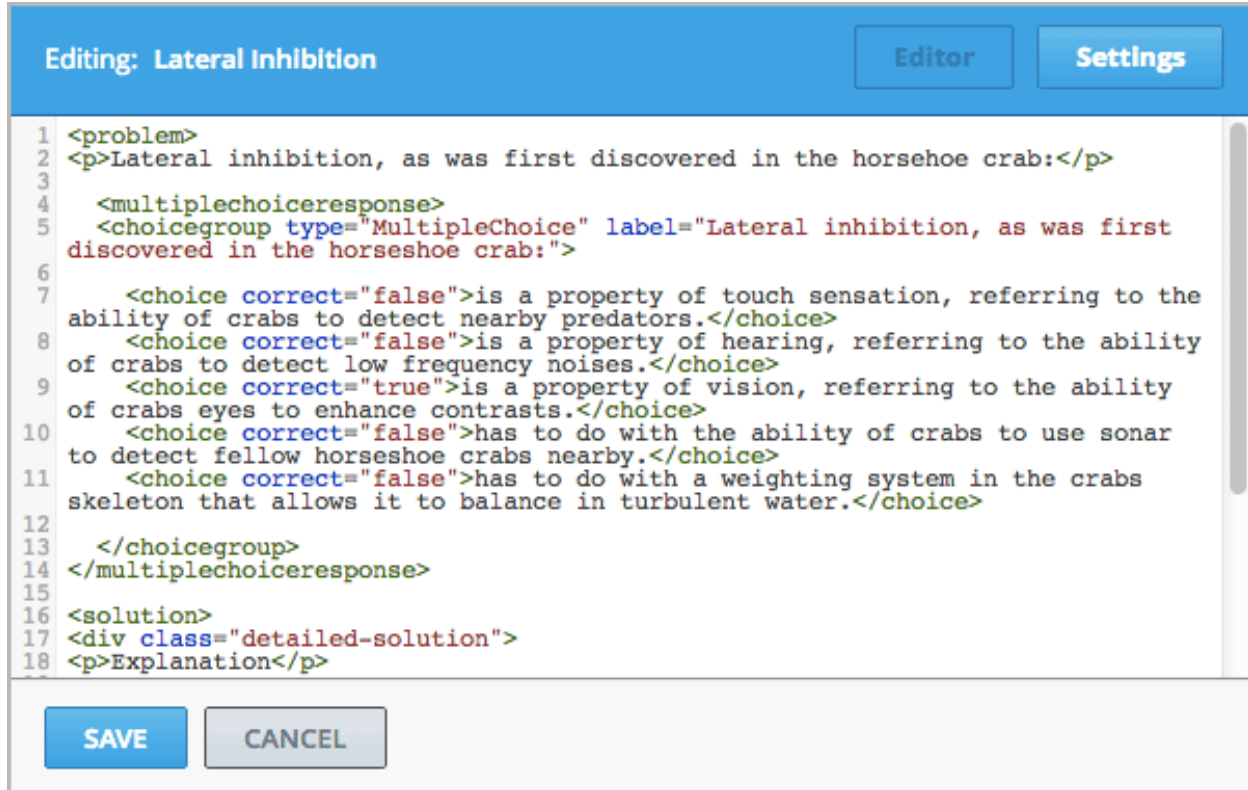 Editing: Lateral Inhibition
Editor
Settings
1 <problem>
2 <p>Lateral inhibition, as was first discovered in the horsehoe crab:</p>
3
4 <multiplechoiceresponse>
5 <choicegroup type="MultipleChoice" label="Lateral inhibition, as was first
discovered in the horseshoe crab:">
6
7 <choice correct="false">is a property of touch sensation, referring to the
ability of crabs to detect nearby predators.</choice>
8 <choice correct="false">is a property of hearing, referring to the ability
of crabs to detect low frequency noises.</choice>
9 <choice correct="true">is a property of vision, referring to the ability
of crabs eyes to enhance contrasts.</choice>
10 <choice correct="false">has to do with the ability of crabs to use sonar
to detect fellow horseshoe crabs nearby.</choice>
11 <choice correct="false">has to do with a weighting system in the crabs
skeleton that allows it to balance in turbulent water.</choice>
12
13 </choicegroup>
14 </multiplechoiceresponse>
15
16 <solution>
17 <div class="detailed-solution">
18 <p>Explanation</p>
SAVE
CANCEL